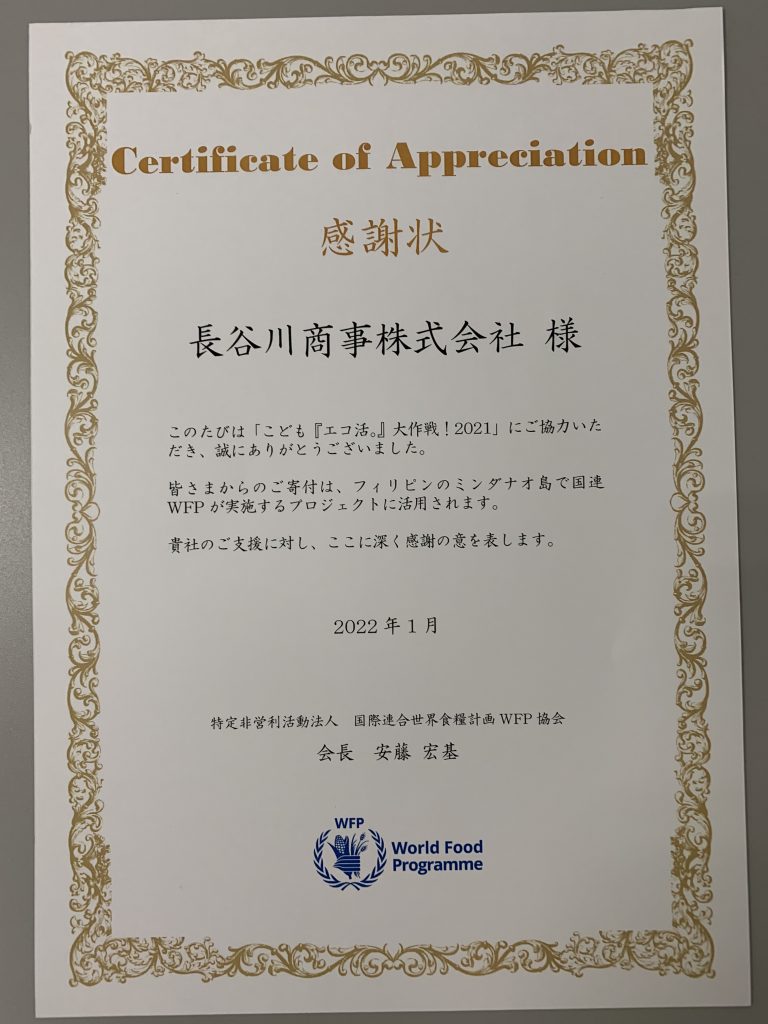 Certificate of Appreciation
感謝状
長谷川商事株式会社 様
このたびは「こども『エコ活。』大作戦!2021」にご協力いた
だき、誠にありがとうございました。
皆さまからのご寄付は、フィリピンのミンダナオ島で国連
WFP が実施するプロジェクトに活用されます。
貴社のご支援に対し、ここに深く感謝の意を表します。
2022 年 1 月
特定非営利活動法人 国際連合世界食糧計画 WFP 協会
会長 安藤 宏基
WFP
World Food
Programme